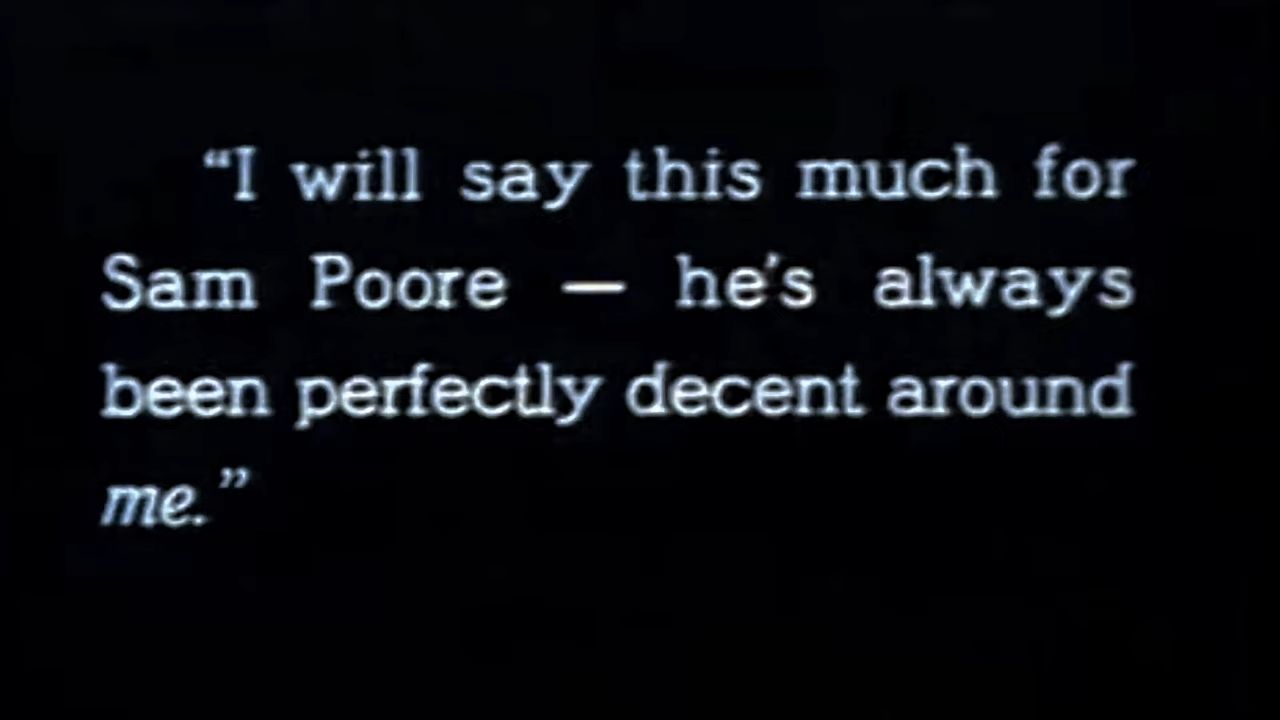 “I will say this much for
Sam Poore — he’s always
been perfectly decent around
me.”